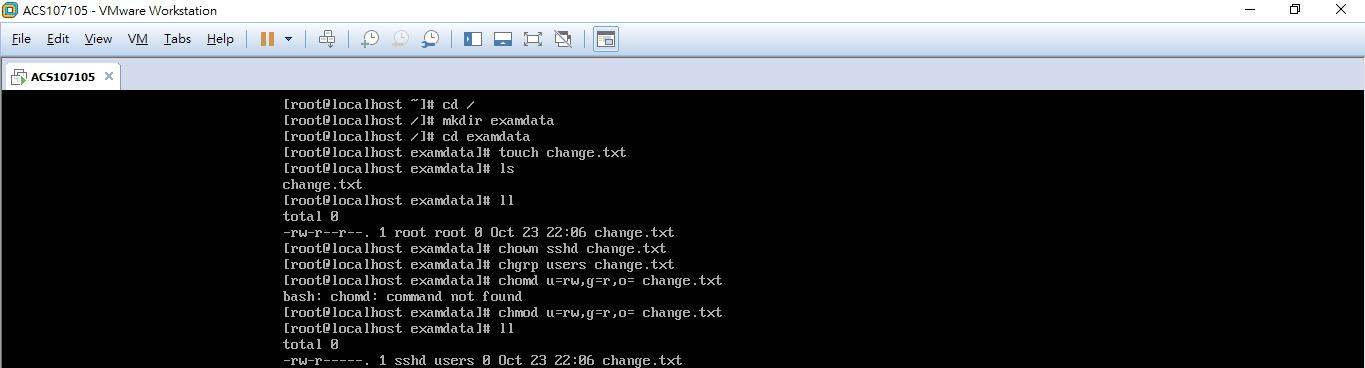 ACS107105 - VMware Workstation
File Edit View VM Tabs Help
ACS107105
[root@localhost ~]# cd /
[root@localhost /]# mkdir examdata
[root@localhost /]# cd examdata
[root@localhost examdata]# touch change.txt
[root@localhost examdata]# ls
change.txt
[root@localhost examdata]# ll
total 0
-rw-r--r--. 1 root root 0 Oct 23 22:06 change.txt
[root@localhost examdata]# chown sshd change.txt
[root@localhost examdata]# chgrp users change.txt
[root@localhost examdata]# chomd u=rw,g=r,o= change.txt
bash: chomd: command not found
[root@localhost examdata]# chmod u=rw,g=r,o= change.txt
[root@localhost examdata]# ll
total 0
-rw-r-----. 1 sshd users 0 Oct 23 22:06 change.txt